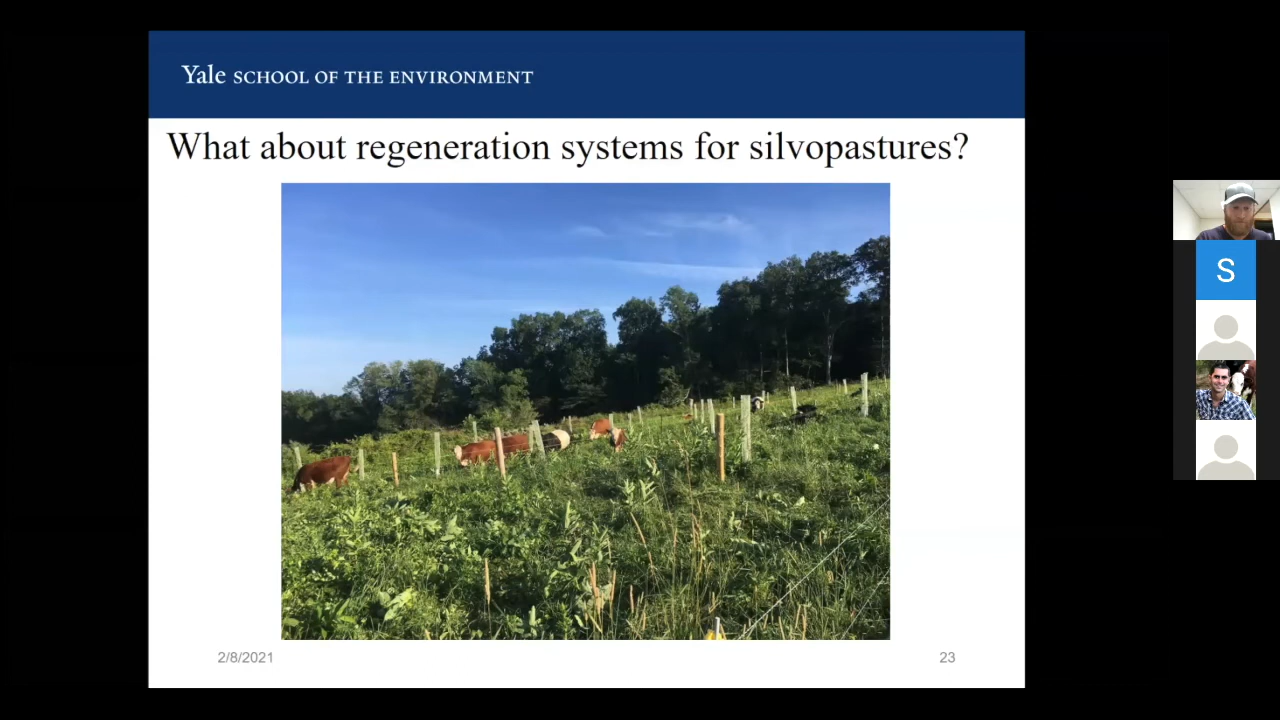 Yale SCHOOL OF THE ENVIRONMENT
What about regeneration systems for silvopastures?
S
2/8/2021
23